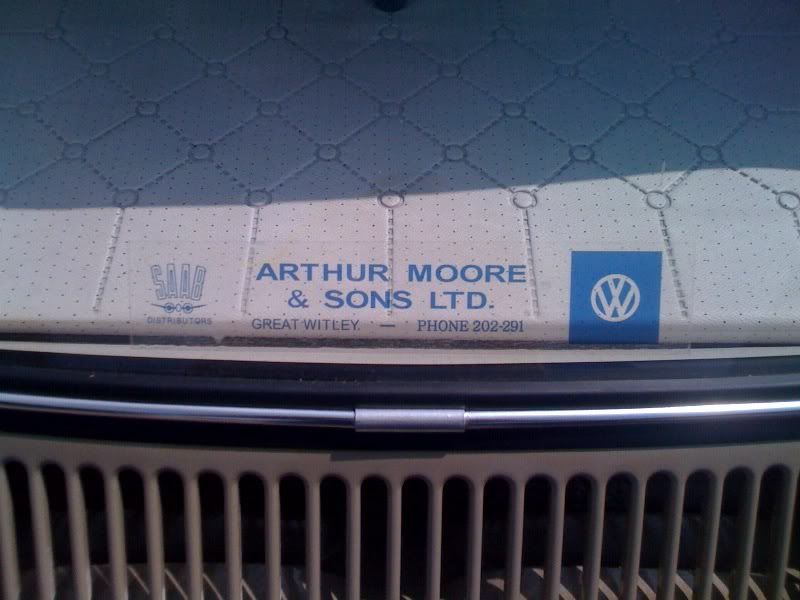 SAAB
DISTRIBUTORS
ARTHUR MOORE
& SONS LTD.
GREAT WITLEY. — PHONE 202-291
VW